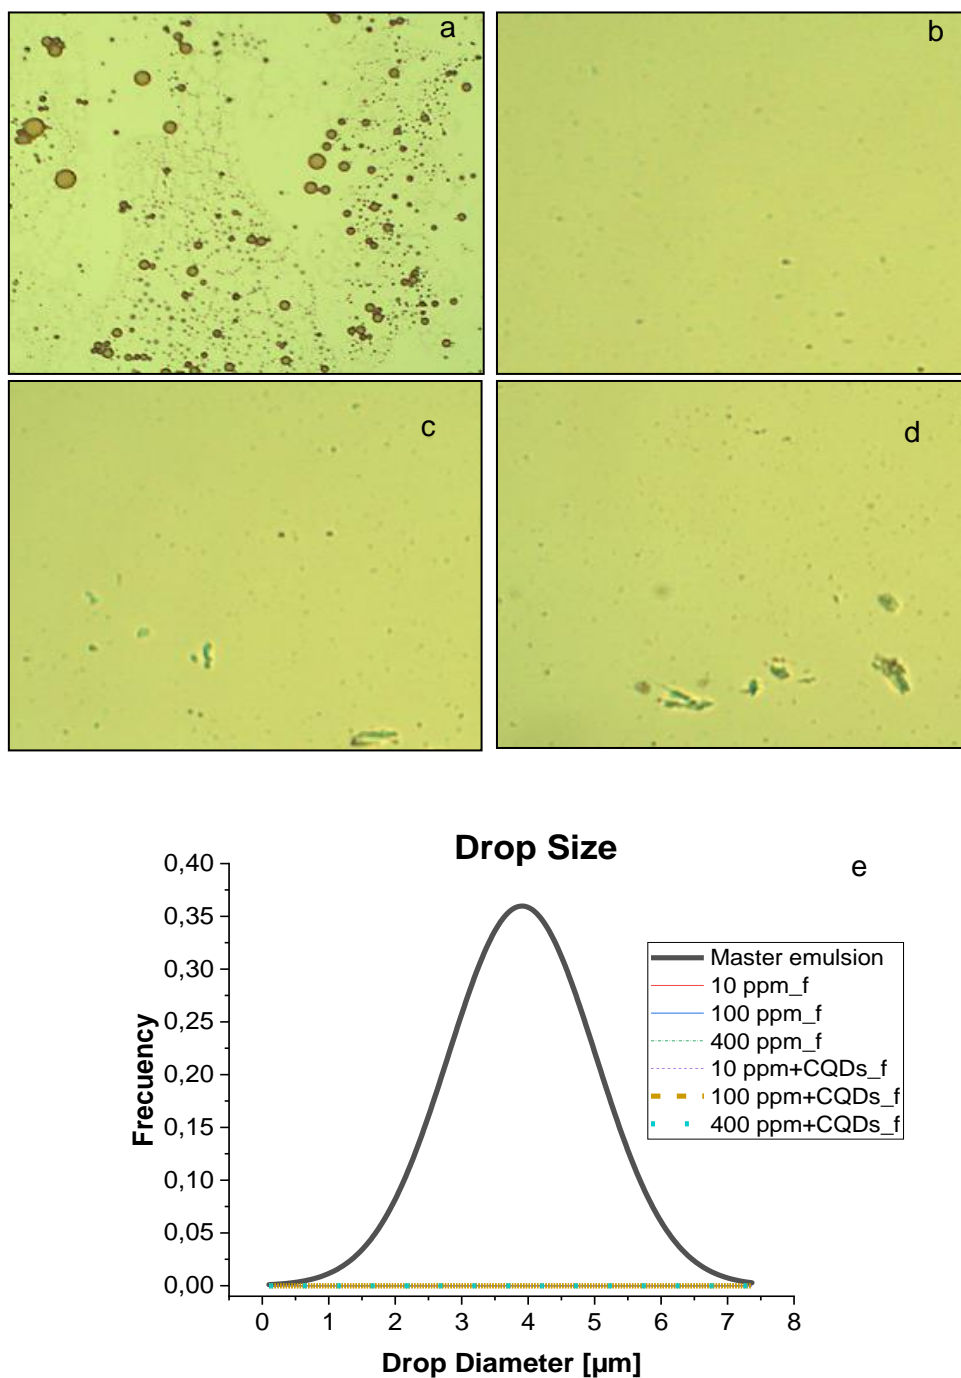 a
b
c
d
Drop Size
e
0,40
0,35
0,30
0,25
0,20
0,15
0,10
0,05
0,00
Frecuency
Master emulsion
10 ppm_f
100 ppm_f
400 ppm_f
10 ppm+CQDs_f
100 ppm+CQDs_f
400 ppm+CQDs_f
0 1 2 3 4 5 6 7 8
Drop Diameter [µm]